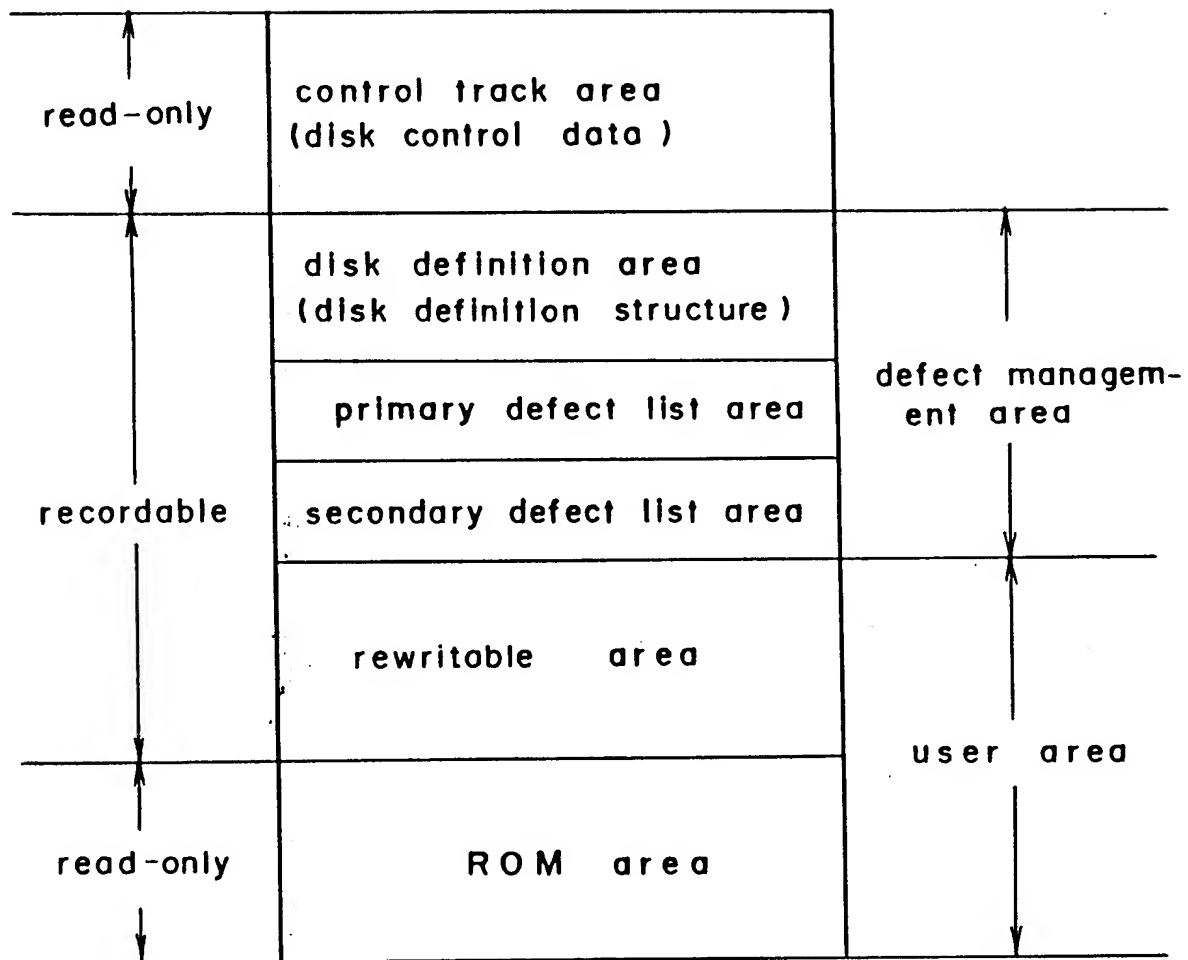 read-only
control track area
(disk control data)
disk definition area
(disk definition structure)
primary defect list area
defect managem-
ent area
recordable
secondary defect list area
rewritable area
user area
read-only
ROM area